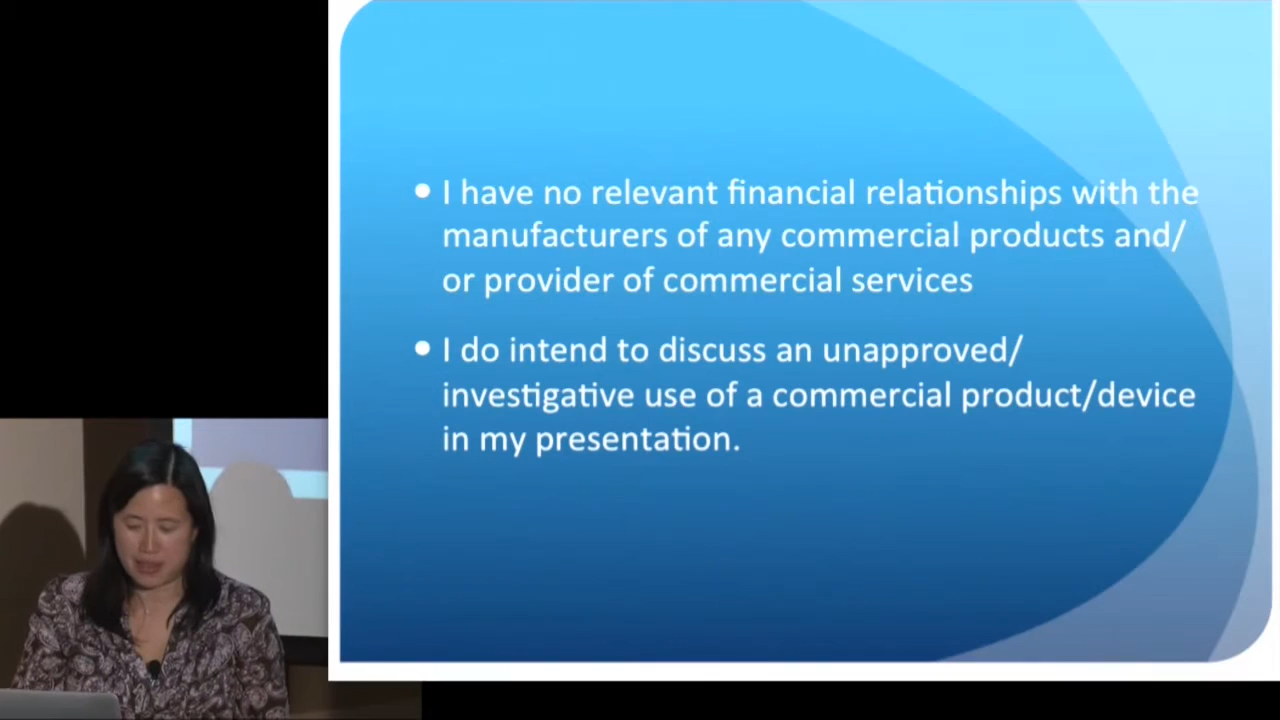 • I have no relevant financial relationships with the
manufacturers of any commercial products and/
or provider of commercial services
• I do intend to discuss an unapproved/
investigative use of a commercial product/device
in my presentation.